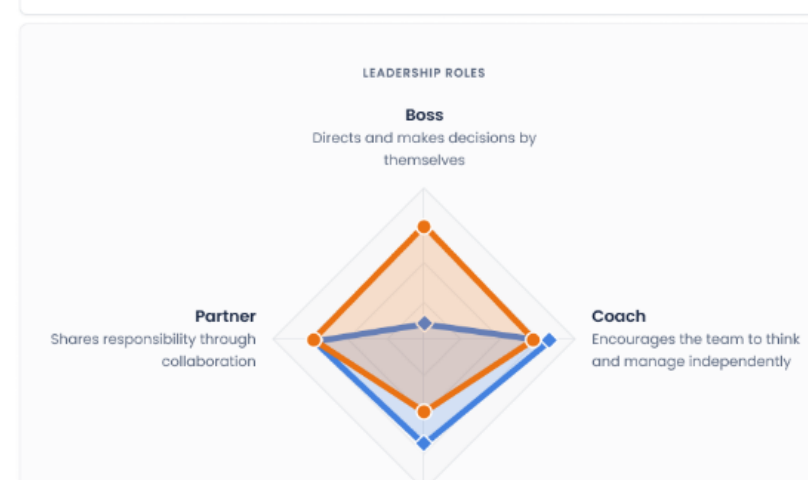 LEADERSHIP ROLES
Boss
Directs and makes decisions by
themselves
Partner
Shares responsibility through
collaboration
Coach
Encourages the team to think
and manage independently